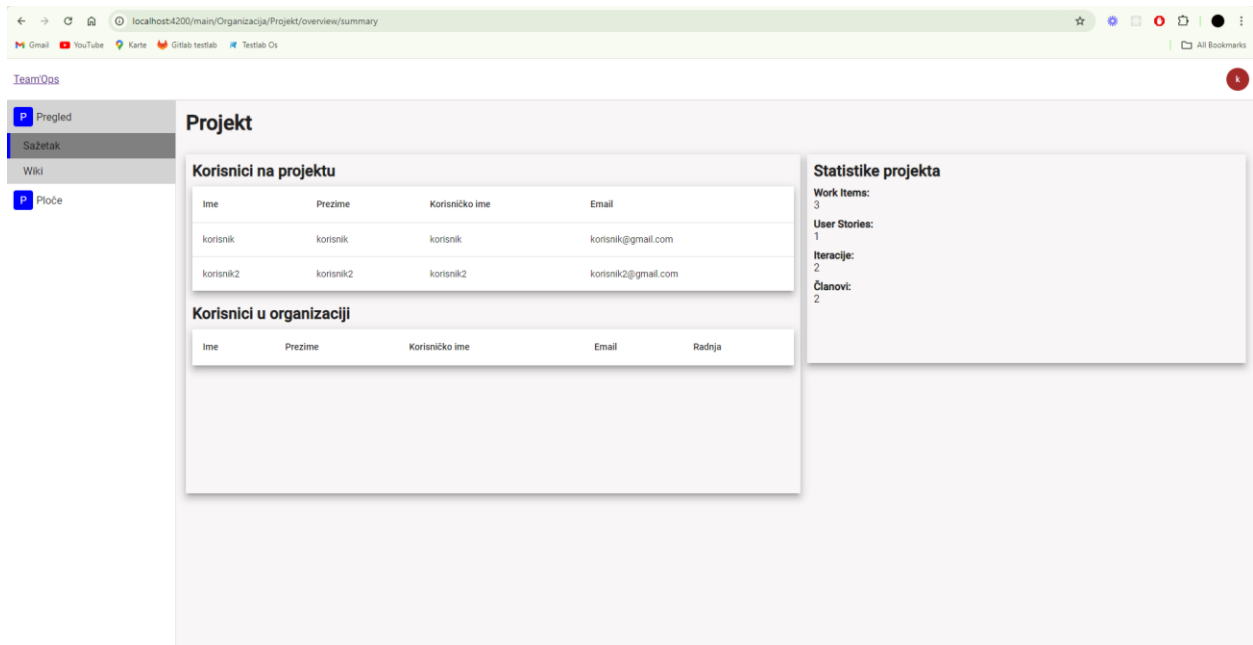 localhost:4200/main/Organizacija/Projekt/overview/summary
Gmail YouTube Karte Gitlab testlab Testlab Os All Bookmarks
Team'Ops k
P Pregled
Sažetak
Wiki
P Ploče
Projekt
Korisnici na projektu
Ime Prezime Korisničko ime Email
korisnik korisnik korisnik korisnik@gmail.com
korisnik2 korisnik2 korisnik2 korisnik2@gmail.com
Korisnici u organizaciji
Ime Prezime Korisničko ime Email Radnja
Statistike projekta
Work Items:
3
User Stories:
1
Iteracije:
2
Članovi:
2